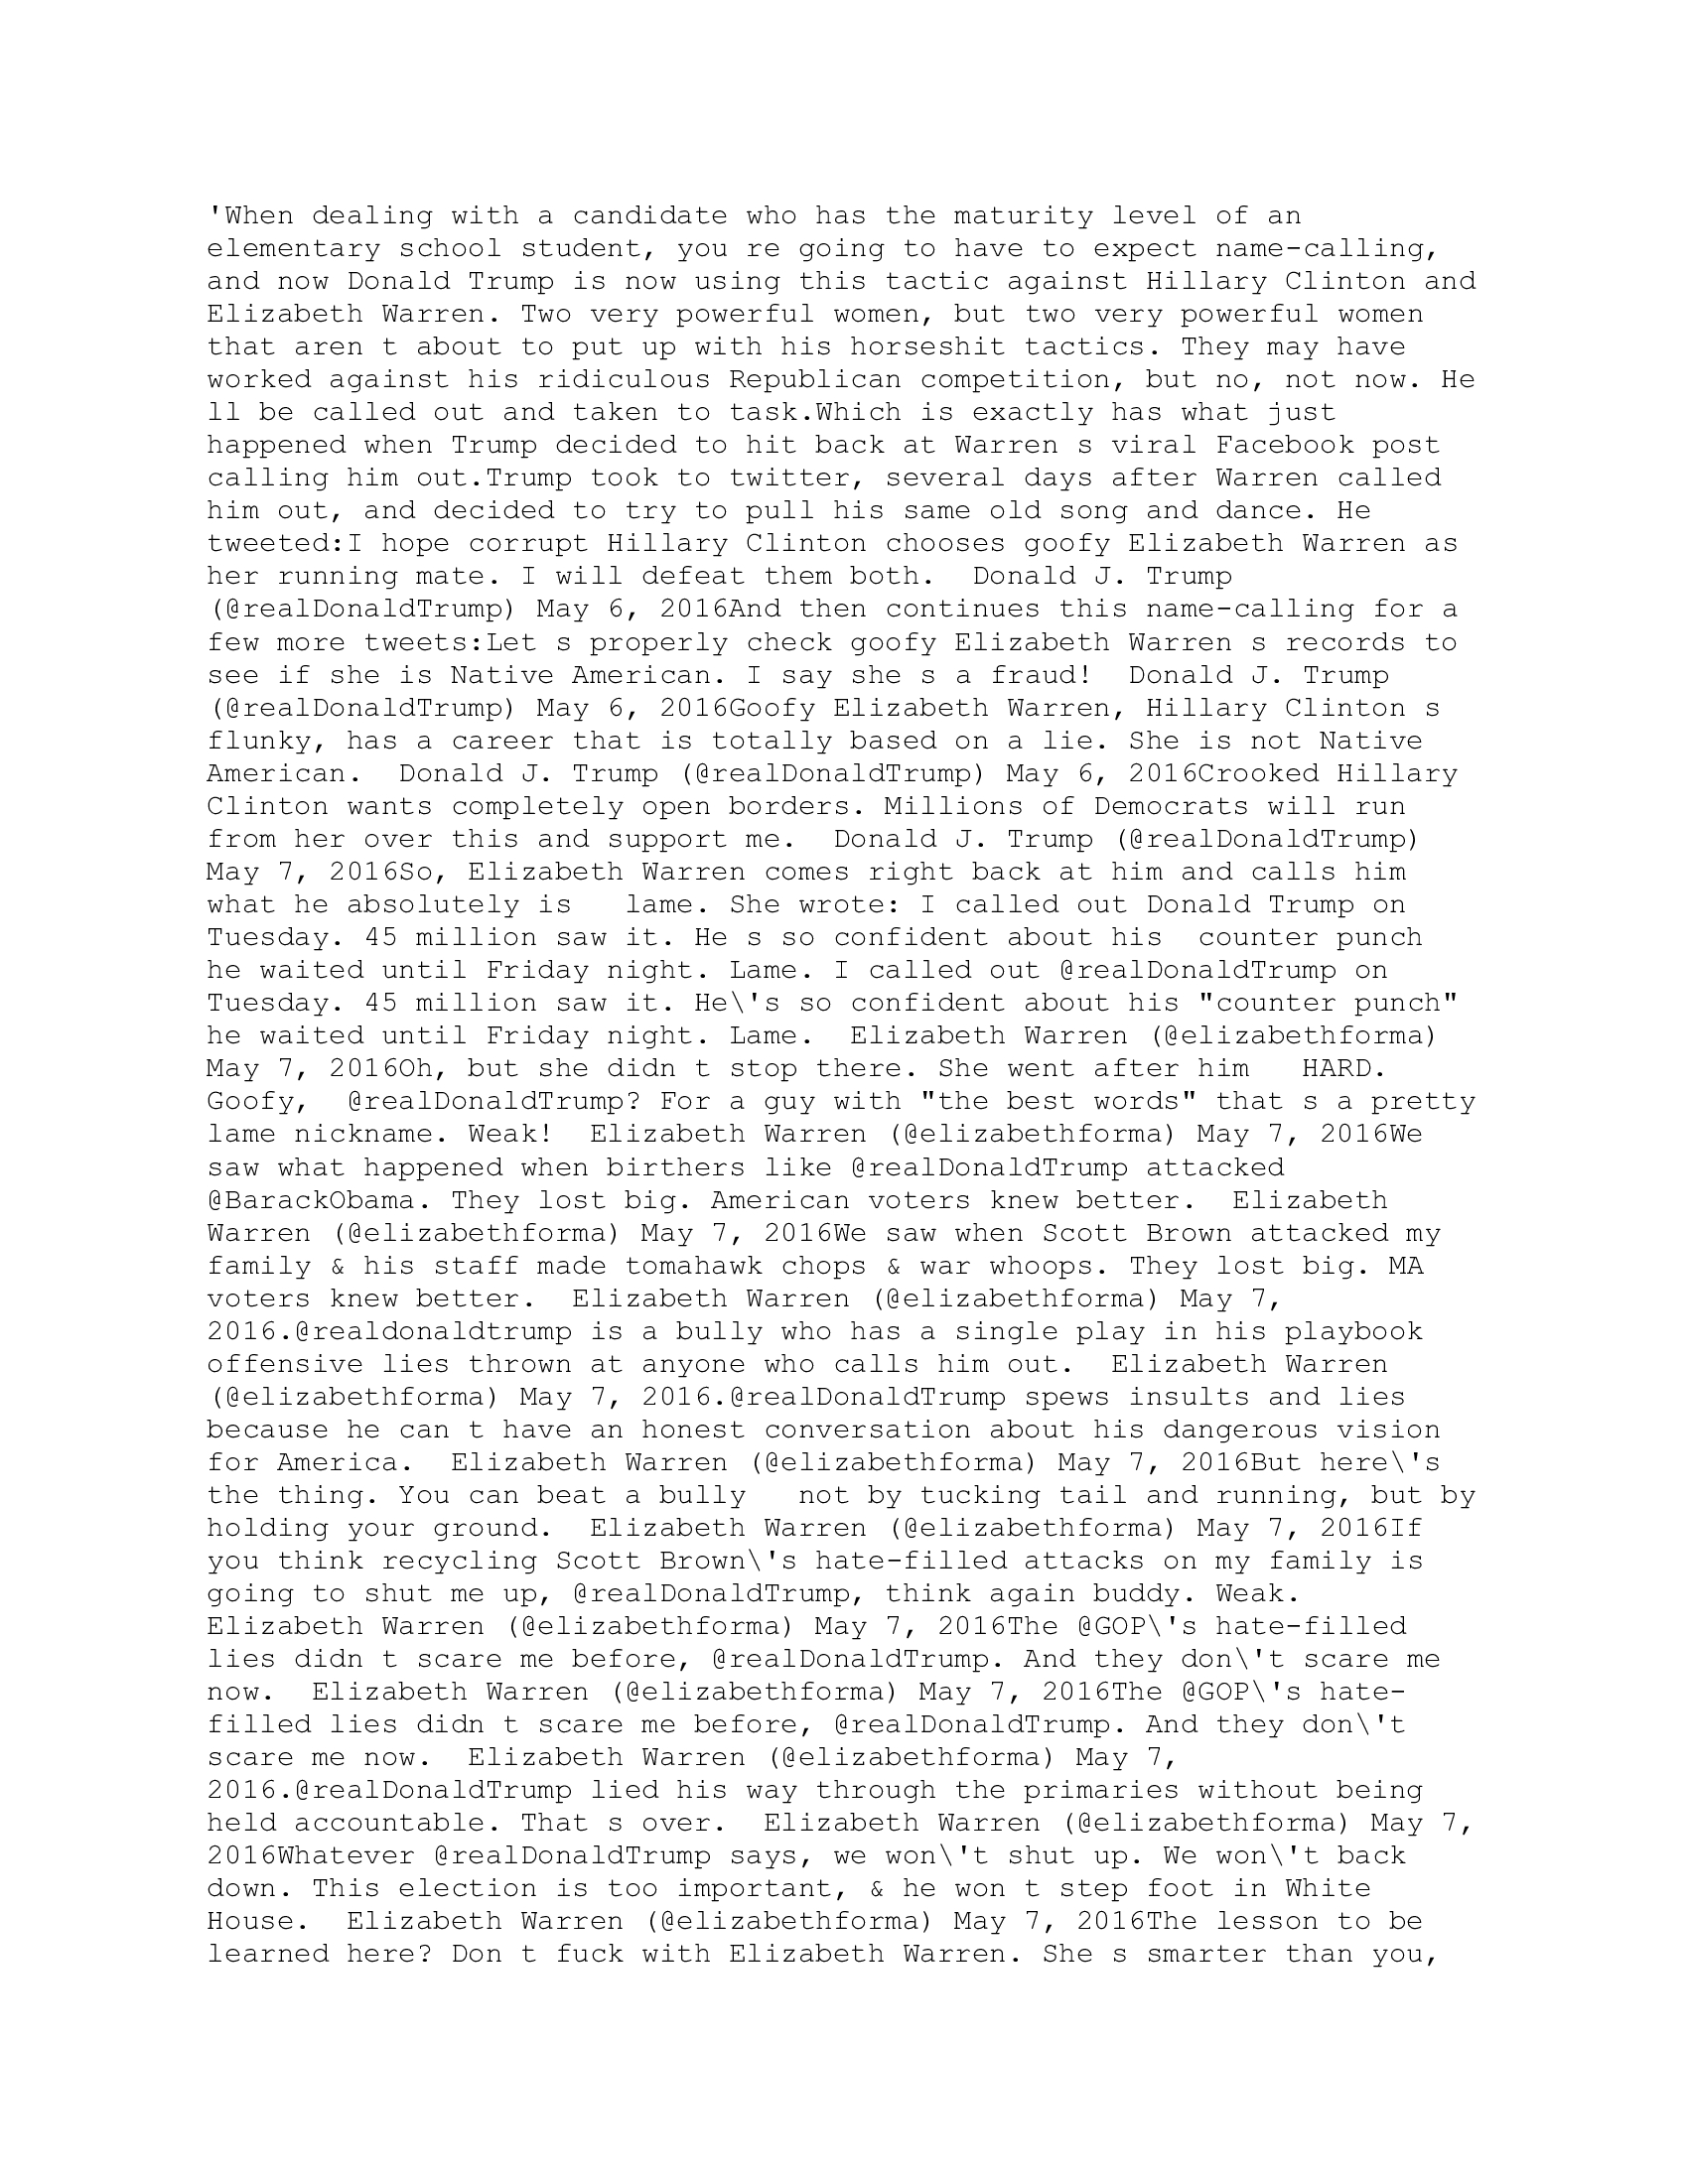 'When dealing with a candidate who has the maturity level of an
elementary school student, you re going to have to expect name-calling,
and now Donald Trump is now using this tactic against Hillary Clinton and
Elizabeth Warren. Two very powerful women, but two very powerful women
that aren t about to put up with his horseshit tactics. They may have
worked against his ridiculous Republican competition, but no, not now. He
ll be called out and taken to task.Which is exactly has what just
happened when Trump decided to hit back at Warren s viral Facebook post
calling him out.Trump took to twitter, several days after Warren called
him out, and decided to try to pull his same old song and dance. He
tweeted:I hope corrupt Hillary Clinton chooses goofy Elizabeth Warren as
her running mate. I will defeat them both.  Donald J. Trump
(@realDonaldTrump) May 6, 2016And then continues this name-calling for a
few more tweets:Let s properly check goofy Elizabeth Warren s records to
see if she is Native American. I say she s a fraud!  Donald J. Trump
(@realDonaldTrump) May 6, 2016Goofy Elizabeth Warren, Hillary Clinton s
flunky, has a career that is totally based on a lie. She is not Native
American.  Donald J. Trump (@realDonaldTrump) May 6, 2016Crooked Hillary
Clinton wants completely open borders. Millions of Democrats will run
from her over this and support me.  Donald J. Trump (@realDonaldTrump)
May 7, 2016So, Elizabeth Warren comes right back at him and calls him
what he absolutely is   lame. She wrote: I called out Donald Trump on
Tuesday. 45 million saw it. He s so confident about his  counter punch
he waited until Friday night. Lame. I called out @realDonaldTrump on
Tuesday. 45 million saw it. He\'s so confident about his "counter punch"
he waited until Friday night. Lame.  Elizabeth Warren (@elizabethforma)
May 7, 2016Oh, but she didn t stop there. She went after him   HARD.
Goofy,  @realDonaldTrump? For a guy with "the best words" that s a pretty
lame nickname. Weak!  Elizabeth Warren (@elizabethforma) May 7, 2016We
saw what happened when birthers like @realDonaldTrump attacked
@BarackObama. They lost big. American voters knew better.  Elizabeth
Warren (@elizabethforma) May 7, 2016We saw when Scott Brown attacked my
family & his staff made tomahawk chops & war whoops. They lost big. MA
voters knew better.  Elizabeth Warren (@elizabethforma) May 7,
2016.@realdonaldtrump is a bully who has a single play in his playbook
offensive lies thrown at anyone who calls him out.  Elizabeth Warren
(@elizabethforma) May 7, 2016.@realDonaldTrump spews insults and lies
because he can t have an honest conversation about his dangerous vision
for America.  Elizabeth Warren (@elizabethforma) May 7, 2016But here\'s
the thing. You can beat a bully   not by tucking tail and running, but by
holding your ground.  Elizabeth Warren (@elizabethforma) May 7, 2016If
you think recycling Scott Brown\'s hate-filled attacks on my family is
going to shut me up, @realDonaldTrump, think again buddy. Weak.
Elizabeth Warren (@elizabethforma) May 7, 2016The @GOP\'s hate-filled
lies didn t scare me before, @realDonaldTrump. And they don\'t scare me
now.  Elizabeth Warren (@elizabethforma) May 7, 2016The @GOP\'s hate-
filled lies didn t scare me before, @realDonaldTrump. And they don\'t
scare me now.  Elizabeth Warren (@elizabethforma) May 7,
2016.@realDonaldTrump lied his way through the primaries without being
held accountable. That s over.  Elizabeth Warren (@elizabethforma) May 7,
2016Whatever @realDonaldTrump says, we won\'t shut up. We won\'t back
down. This election is too important, & he won t step foot in White
House.  Elizabeth Warren (@elizabethforma) May 7, 2016The lesson to be
learned here? Don t fuck with Elizabeth Warren. She s smarter than you,